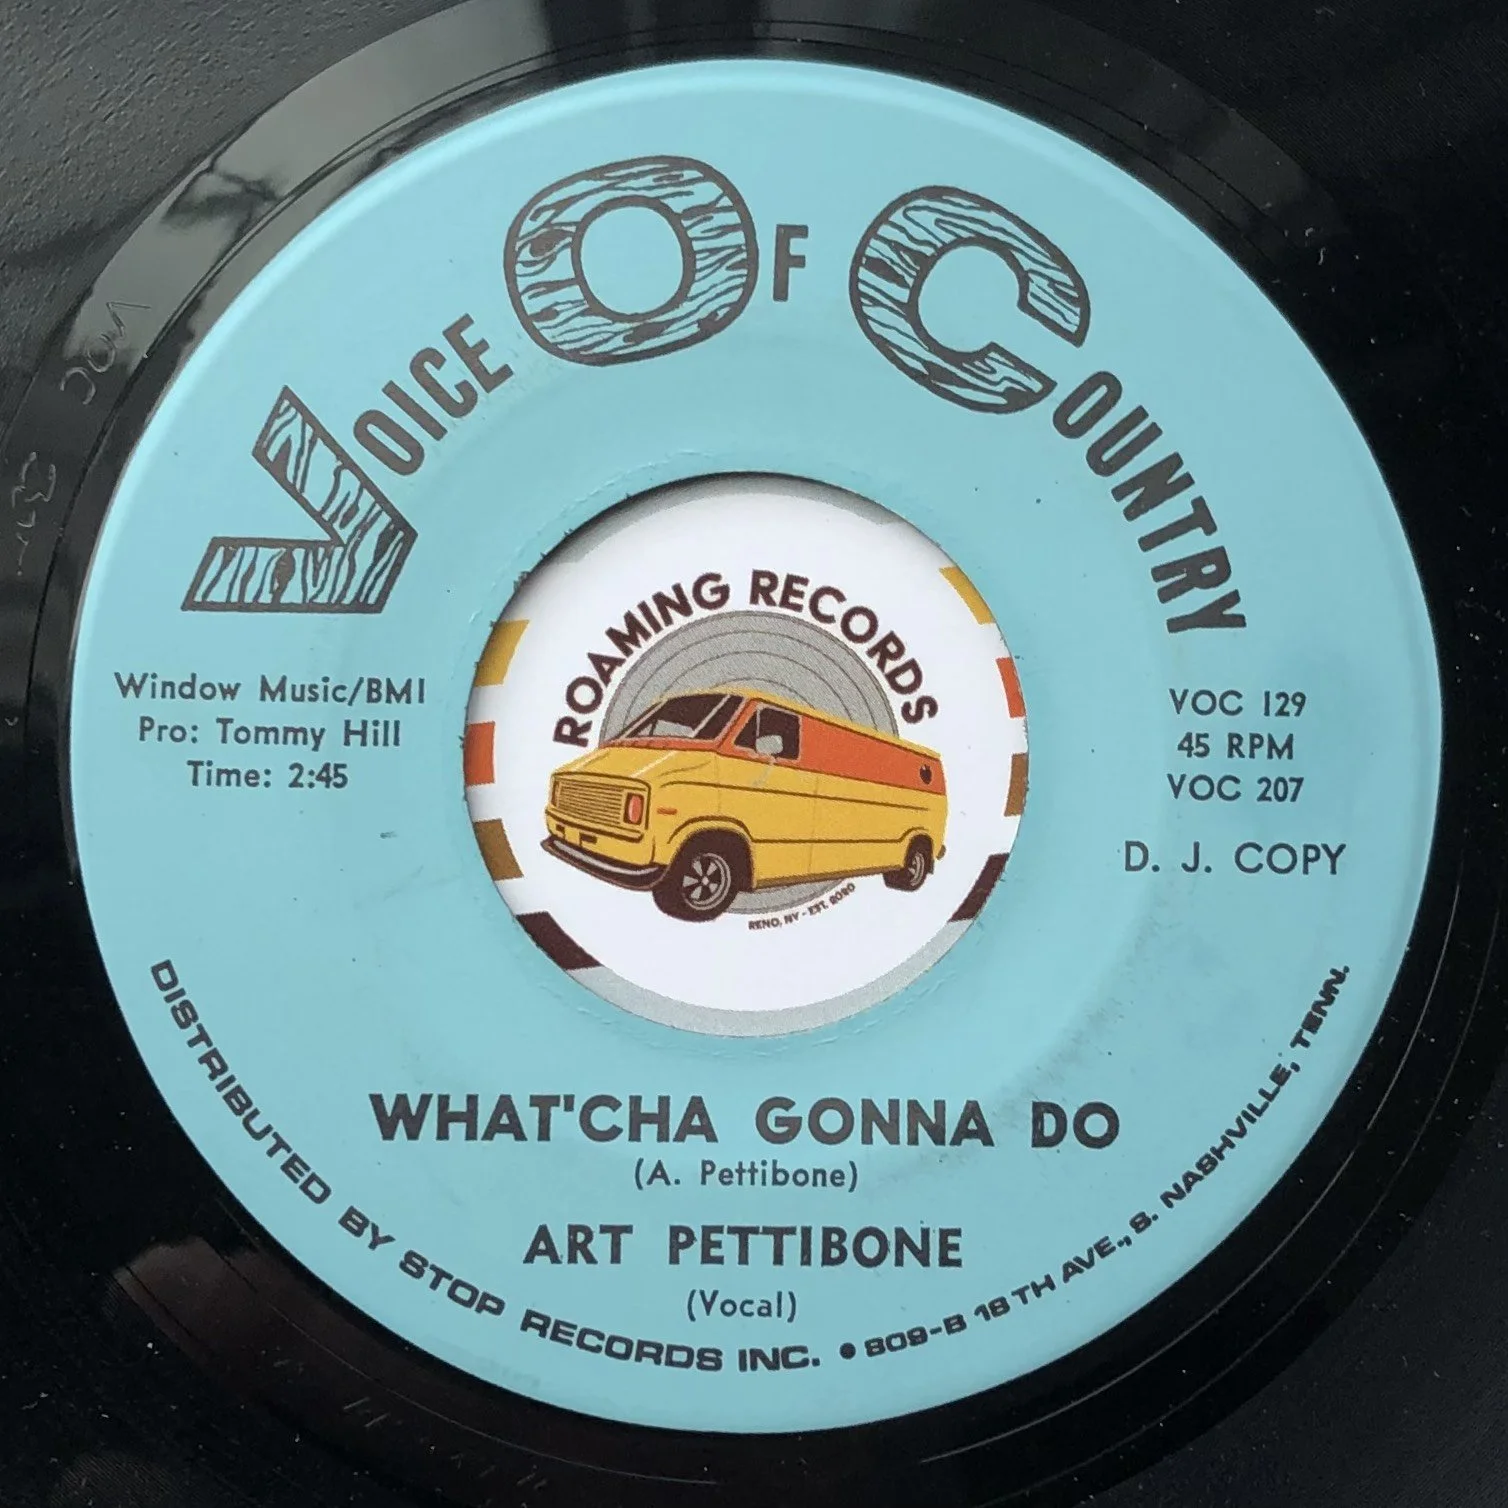 VOICE OF COUNTRY
Window Music/BMI
Pro: Tommy Hill
Time: 2:45
ROAMING RECORDS
RENO, NV - EST. 2020
VOC 129
45 RPM
VOC 207
D. J. COPY
WHAT'CHA GONNA DO
(A. Pettibone)
ART PETTIBONE
(Vocal)
DISTRIBUTED BY STOP RECORDS INC. • 809-B 18TH AVE., S. NASHVILLE, TENN.